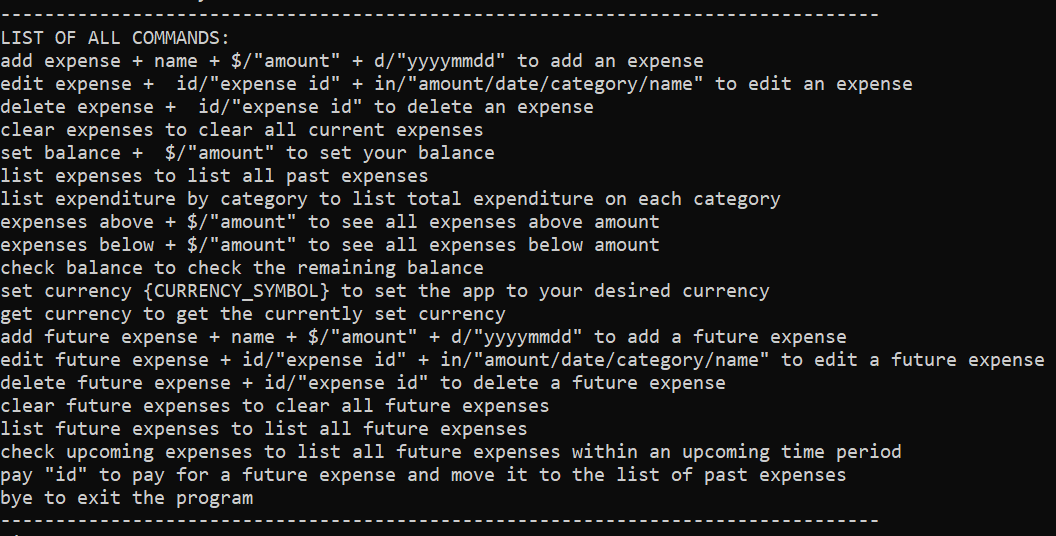 --------------------------------------------------------------------------------
LIST OF ALL COMMANDS:
add expense + name + $/"amount" + d/"yyyymmdd" to add an expense
edit expense +  id/"expense id" + in/"amount/date/category/name" to edit an expense
delete expense +  id/"expense id" to delete an expense
clear expenses to clear all current expenses
set balance +  $/"amount" to set your balance
list expenses to list all past expenses
list expenditure by category to list total expenditure on each category
expenses above + $/"amount" to see all expenses above amount
expenses below + $/"amount" to see all expenses below amount
check balance to check the remaining balance
set currency {CURRENCY_SYMBOL} to set the app to your desired currency
get currency to get the currently set currency
add future expense + name + $/"amount" + d/"yyyymmdd" to add a future expense
edit future expense + id/"expense id" + in/"amount/date/category/name" to edit a future expense
delete future expense + id/"expense id" to delete a future expense
clear future expenses to clear all future expenses
list future expenses to list all future expenses
check upcoming expenses to list all future expenses within an upcoming time period
pay "id" to pay for a future expense and move it to the list of past expenses
bye to exit the program
--------------------------------------------------------------------------------